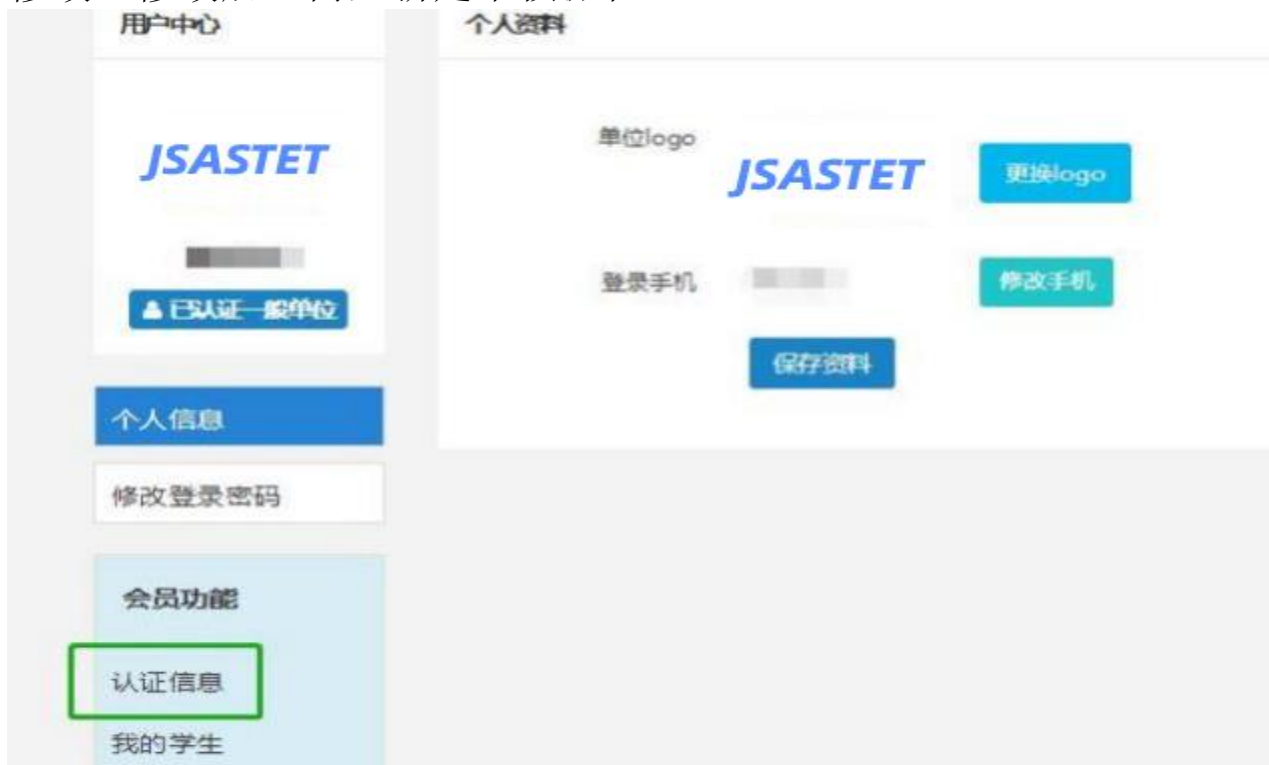 用户中心
个人资料
JSASTET
单位logo
JSASTET
更换logo
登录手机
修改手机
已认证一般单位
保存资料
个人信息
修改登录密码
会员功能
认证信息
我的学生